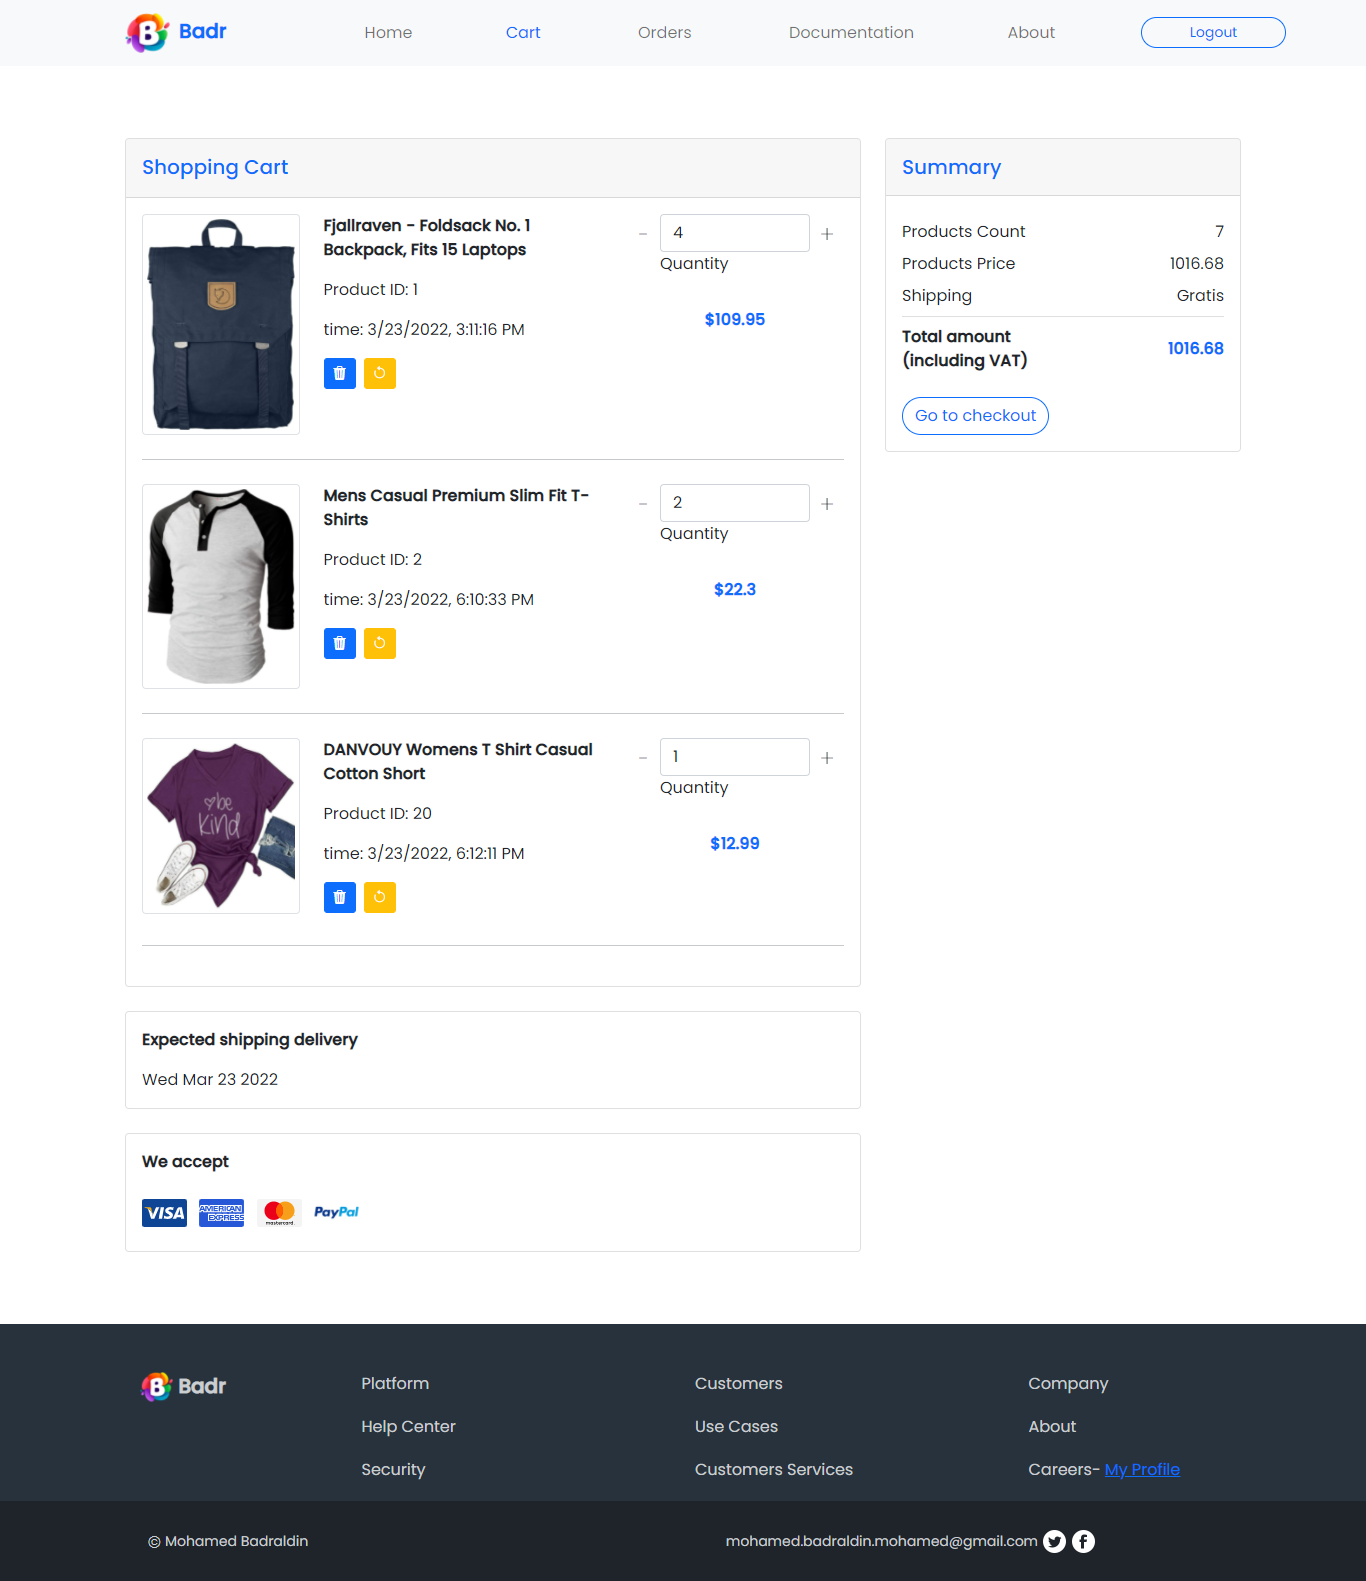 B Badr
Home
Cart
Orders
Documentation
About
Logout
Shopping Cart
Fjallraven - Foldsack No. 1
Backpack, Fits 15 Laptops
Product ID: 1
time: 3/23/2022, 3:11:16 PM
- 4 +
Quantity
$109.95
Mens Casual Premium Slim Fit T-
Shirts
Product ID: 2
time: 3/23/2022, 6:10:33 PM
- 2 +
Quantity
$22.3
be
kind
DANVOUY Womens T Shirt Casual
Cotton Short
Product ID: 20
time: 3/23/2022, 6:12:11 PM
- 1 +
Quantity
$12.99
Summary
Products Count 7
Products Price 1016.68
Shipping Gratis
Total amount
(including VAT) 1016.68
Go to checkout
Expected shipping delivery
Wed Mar 23 2022
We accept
VISA
AMERICAN
EXPRESS
mastercard
PayPal
B Badr
Platform
Help Center
Security
Customers
Use Cases
Customers Services
Company
About
Careers- My Profile
© Mohamed Badraldin
mohamed.badraldin.mohamed@gmail.com